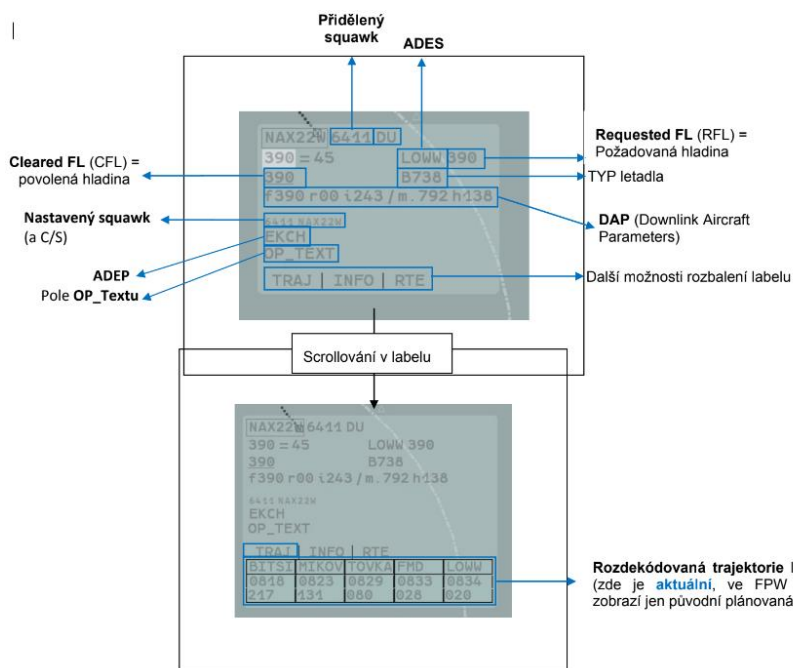 Přidělený
squawk
ADES
NAX22W 6411 DU
390 = 45 LOWW 390
390 B738
f390 r00 i243 / m.792 h138
6411 NAX22W
EKCH
OP_TEXT
TRAJ | INFO | RTE
Cleared FL (CFL) =
povolená hladina
Nastavený squawk
(a C/S)
ADEP
Pole OP_Textu
Requested FL (RFL) =
Požadovaná hladina
TYP letadla
DAP (Downlink Aircraft
Parameters)
Další možnosti rozbalení labelu
Scrollování v labelu
NAX22W 6411 DU
390 = 45 LOWW 390
390 B738
f390 r00 i243 / m.792 h138
6411 NAX22W
EKCH
OP_TEXT
TRAJ | INFO | RTE
BITSI MIKOV TOVKA FMD LOWW
0818 0823 0829 0833 0834
217 131 080 028 020
Rozdekódovaná trajektorie
(zde je aktuální, ve FPW
zobrazí jen původní plánovaná